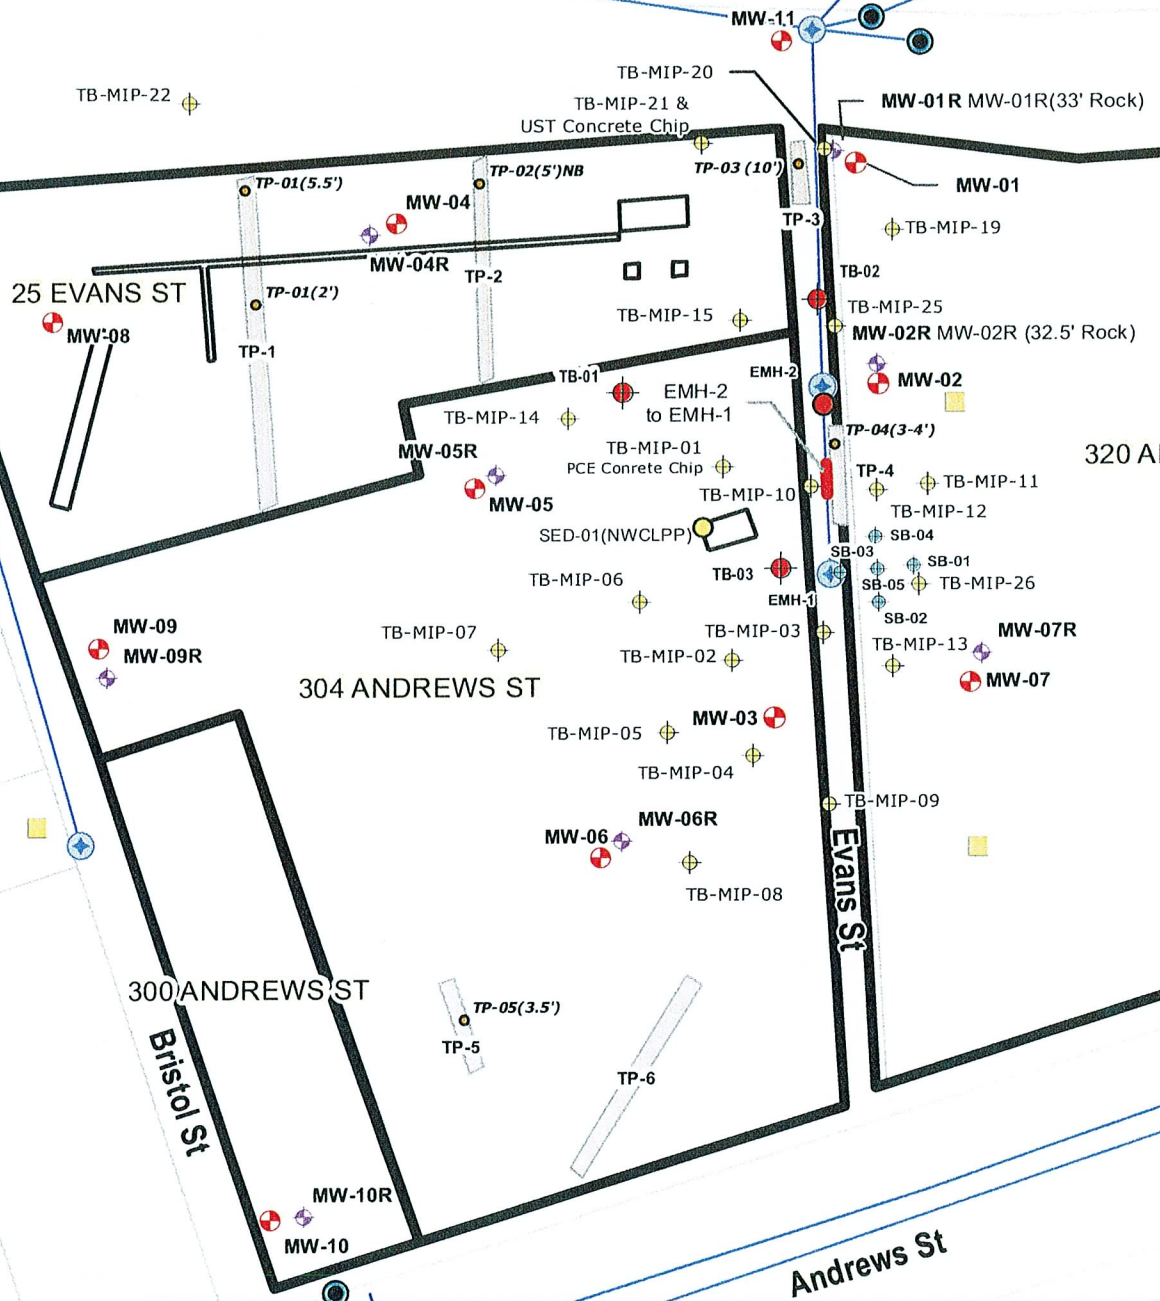 MW-11
TB-MIP-20
TB-MIP-22
TB-MIP-21 &
UST Concrete Chip
MW-01R MW-01R(33' Rock)
TP-01(5.5')
TP-02(5')NB
TP-03 (10')
MW-01
MW-04
TP-3
TB-MIP-19
MW-04R
TP-2
TB-02
25 EVANS ST
TP-01(2')
TB-MIP-25
TB-MIP-15
MW-08
MW-02R MW-02R (32.5' Rock)
TP-1
TB-01
EMH-2
MW-02
EMH-2
to EMH-1
TB-MIP-14
TP-04(3-4')
MW-05R
TB-MIP-01
PCE Conrete Chip
320 A
TP-4
TB-MIP-11
TB-MIP-10
MW-05
TB-MIP-12
SED-01(NWCLPP)
SB-04
SB-03
SB-01
TB-03
SB-05
TB-MIP-26
TB-MIP-06
EMH-1
SB-02
MW-09
TB-MIP-07
TB-MIP-03
MW-07R
TB-MIP-13
MW-09R
TB-MIP-02
MW-07
304 ANDREWS ST
MW-03
TB-MIP-05
TB-MIP-04
TB-MIP-09
MW-06R
MW-06
Evans St
TB-MIP-08
300 ANDREWS ST
TP-05(3.5')
TP-5
Bristol St
TP-6
MW-10R
MW-10
Andrews St